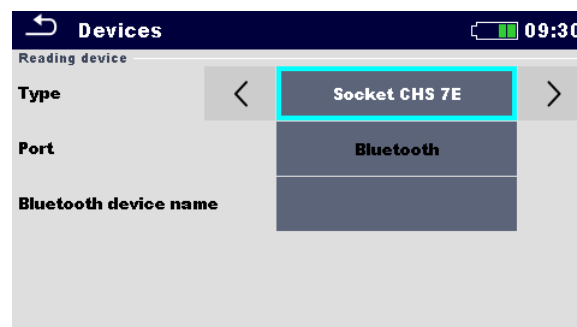 Devices 09:30
Reading device
Type < Socket CHS 7E >
Port Bluetooth
Bluetooth device name